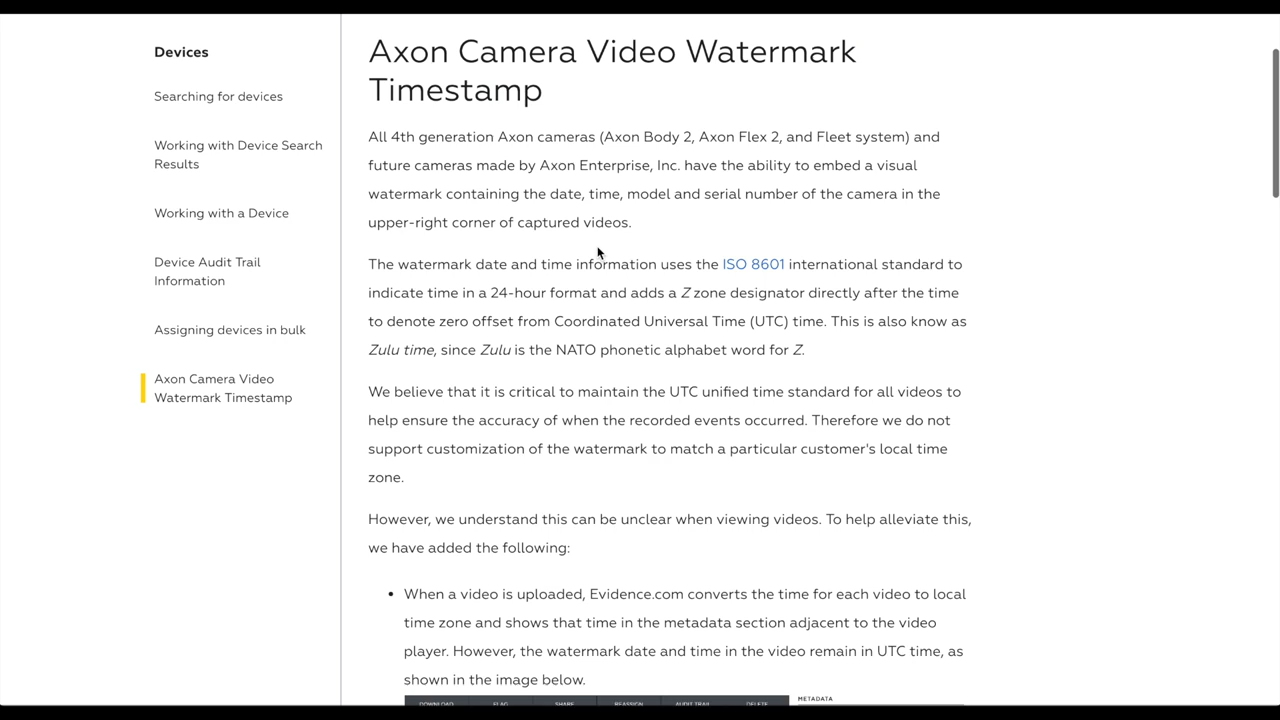 Devices
Searching for devices
Working with Device Search
Results
Working with a Device
Device Audit Trail
Information
Assigning devices in bulk
Axon Camera Video
Watermark Timestamp
Axon Camera Video Watermark
Timestamp
All 4th generation Axon cameras (Axon Body 2, Axon Flex 2, and Fleet system) and
future cameras made by Axon Enterprise, Inc. have the ability to embed a visual
watermark containing the date, time, model and serial number of the camera in the
upper-right corner of captured videos.
The watermark date and time information uses the ISO 8601 international standard to
indicate time in a 24-hour format and adds a Z zone designator directly after the time
to denote zero offset from Coordinated Universal Time (UTC) time. This is also know as
Zulu time, since Zulu is the NATO phonetic alphabet word for Z.
We believe that it is critical to maintain the UTC unified time standard for all videos to
help ensure the accuracy of when the recorded events occurred. Therefore we do not
support customization of the watermark to match a particular customer's local time
zone.
However, we understand this can be unclear when viewing videos. To help alleviate this,
we have added the following:
• When a video is uploaded, Evidence.com converts the time for each video to local
time zone and shows that time in the metadata section adjacent to the video
player. However, the watermark date and time in the video remain in UTC time, as
shown in the image below.
DOWNLOAD FLAG SHARE REASSIGN AUDIT TRAIL DELETE METADATA